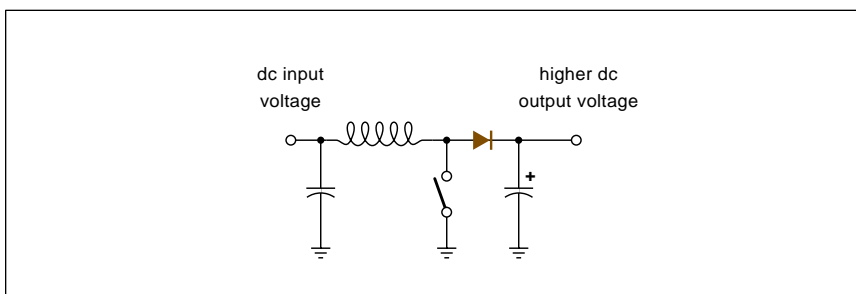 dc input
voltage
higher dc
output voltage
+